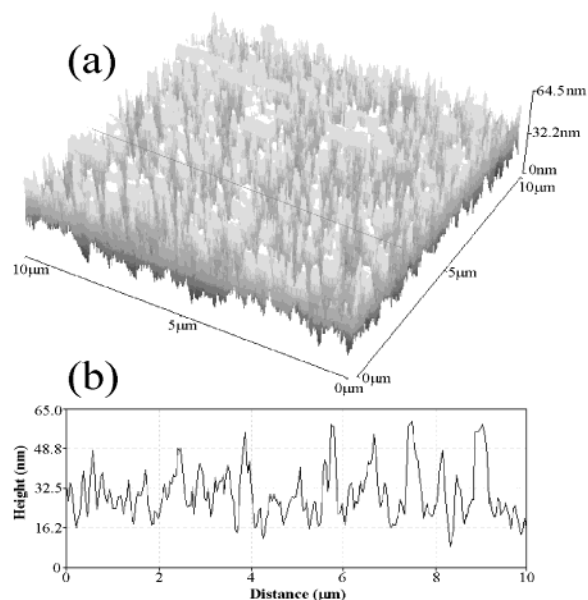 (a)
64.5nm
32.2nm
0nm
10μm
10μm
5μm
5μm
0μm
0μm
(b)
65.0
48.8
32.5
16.2
0
Height (nm)
0 2 4 6 8 10
Distance (μm)